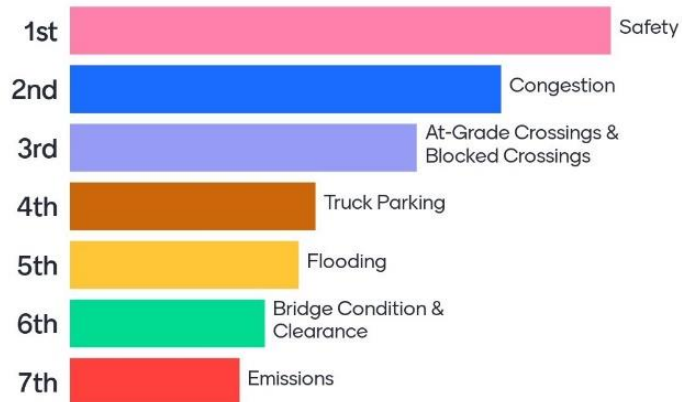 1st
Safety
2nd
Congestion
3rd
At-Grade Crossings &
Blocked Crossings
4th
Truck Parking
5th
Flooding
6th
Bridge Condition &
Clearance
7th
Emissions